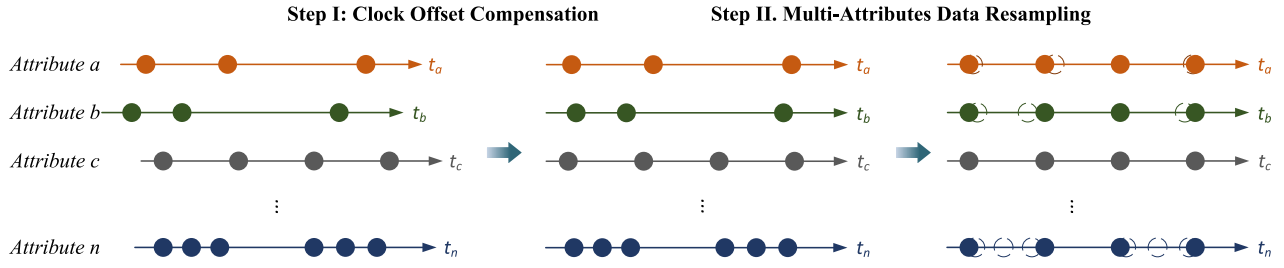 Step I: Clock Offset Compensation Step II. Multi-Attributes Data Resampling
Attribute a t_a t_a t_a
Attribute b t_b t_b t_b
Attribute c t_c t_c t_c
... ... ...
Attribute n t_n t_n t_n